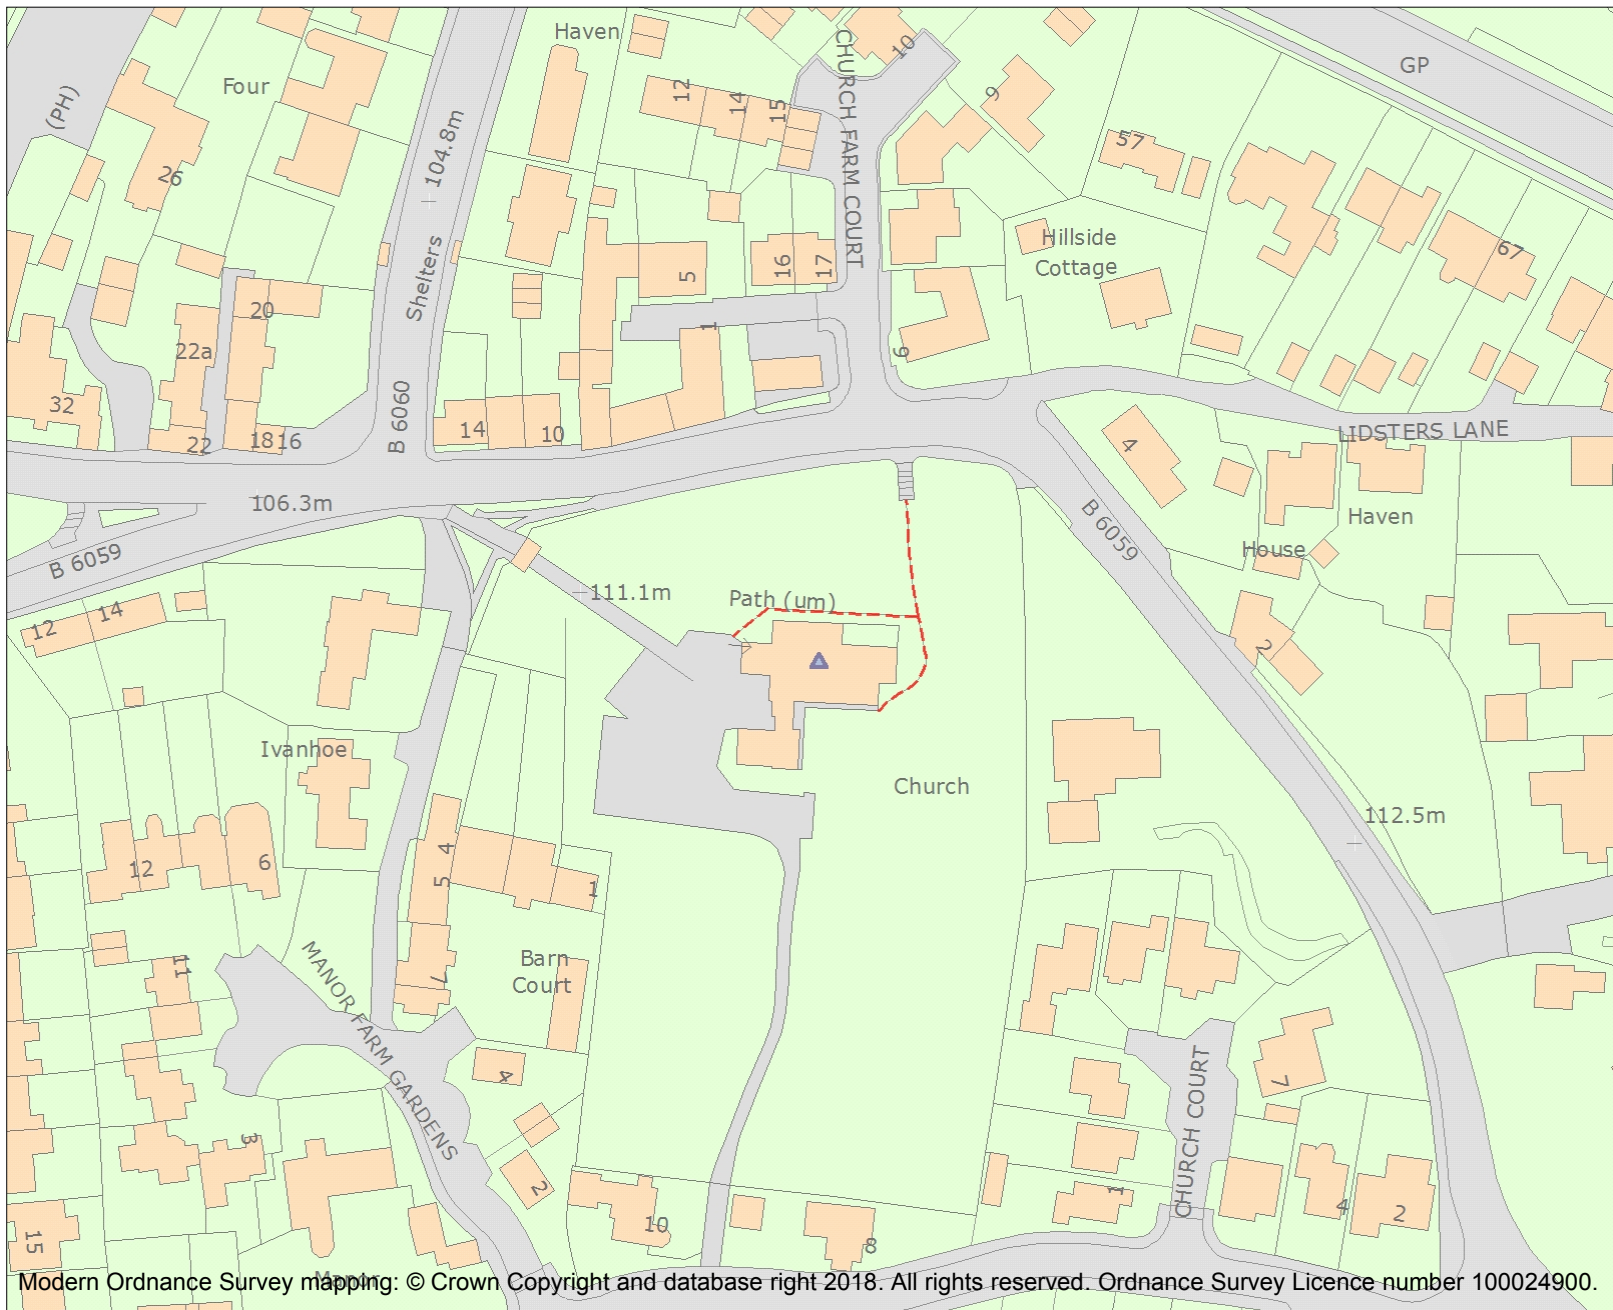 Haven
10
GP
(PH)
Four
12
14
15
CHURCH FARM COURT
9
57
26
104.8m
Shelters
Hillside
Cottage
67
5
16
17
20
1
22a
6
32
B 6060
14
10
22
18
16
4
LIDSTERS LANE
106.3m
Haven
B 6059
B 6059
House
111.1m
Path (um)
14
12
2
Ivanhoe
Church
112.5m
12
6
4
5
1
11
MANOR FARM GARDENS
7
Barn
Court
4
7
CHURCH COURT
3
2
1
15
10
8
4
2
Manor
Modern Ordnance Survey mapping: © Crown Copyright and database right 2018. All rights reserved. Ordnance Survey Licence number 100024900.